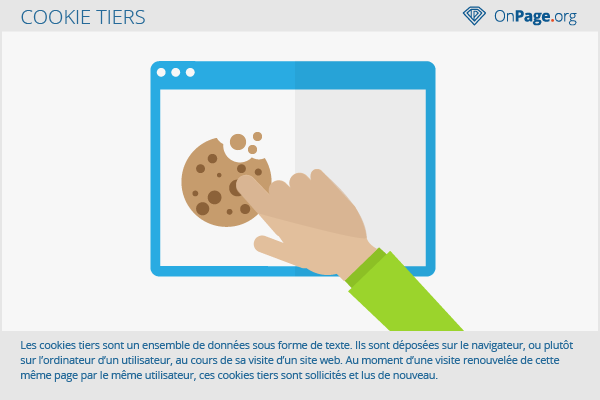 COOKIE TIERS
OnPage.org
Les cookies tiers sont un ensemble de données sous forme de texte. Ils sont déposées sur le navigateur, ou plutôt
sur l'ordinateur d'un utilisateur, au cours de sa visite d'un site web. Au moment d'une visite renouvelée de cette
même page par le même utilisateur, ces cookies tiers sont sollicités et lus de nouveau.